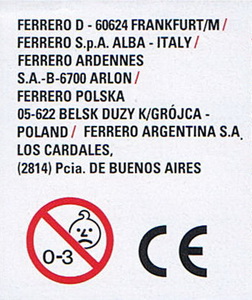 FERRERO D - 60624 FRANKFURT/M /
FERRERO S.p.A. ALBA - ITALY /
FERRERO ARDENNES
S.A.-B-6700 ARLON /
FERRERO POLSKA
05-622 BELSK DUZY K/GRÓJCA -
POLAND / FERRERO ARGENTINA S.A.
LOS CARDALES,
(2814) Pcia. DE BUENOS AIRES
0-3
CE